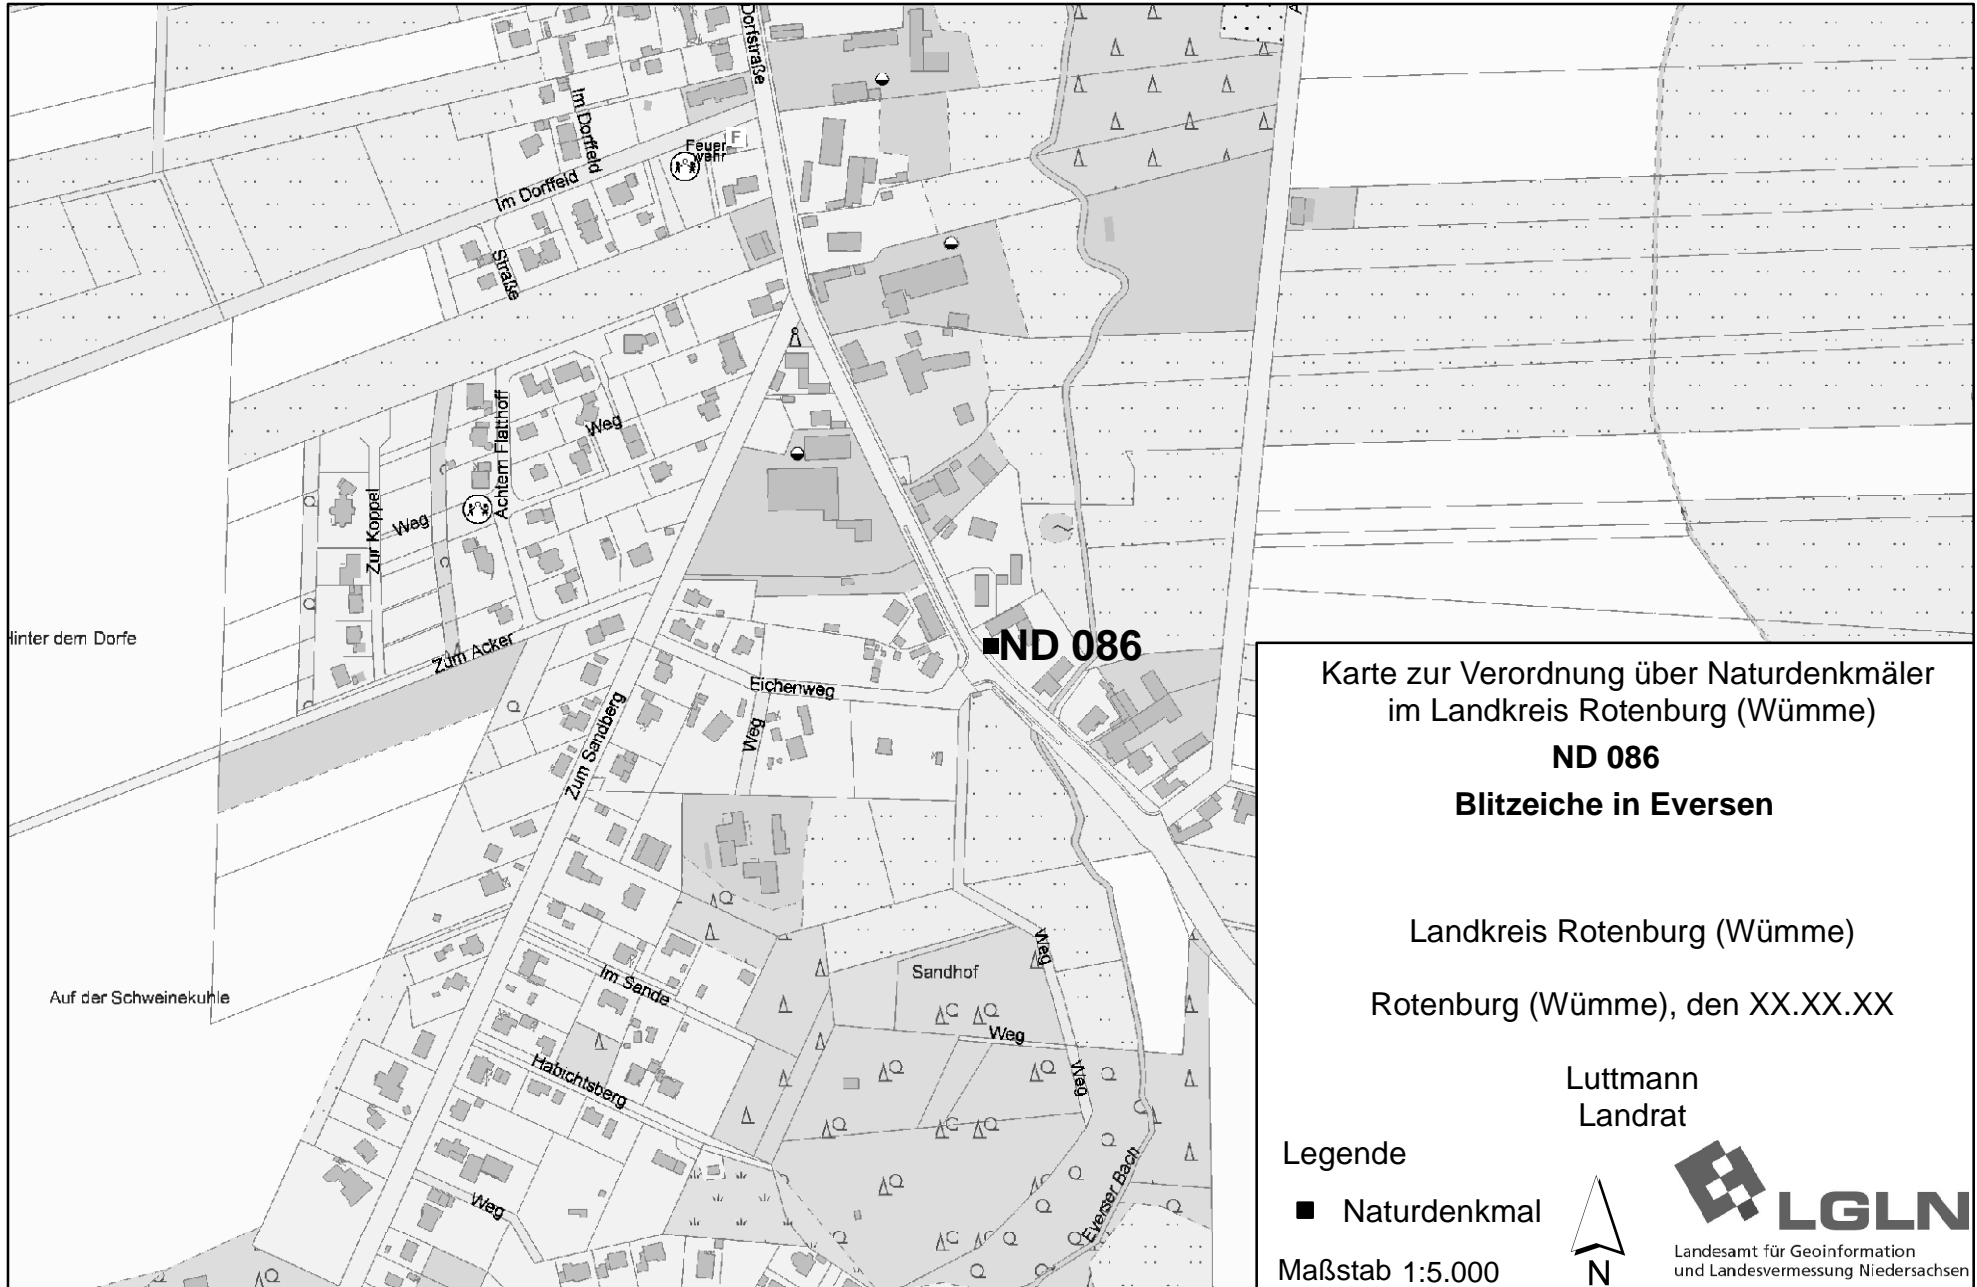 Dorfstraße
A
Im Dorffeld
F
Feuer
wehr
Im Dorffeld
Straße
Achtern Flatthoff
Weg
Zur Koppel
Weg
Hinter dem Dorfe
Zum Acker
ND 086
Eichenweg
Weg
Zum Sandberg
Auf der Schweinekuhle
Im Sande
Sandhof
Weg
Weg
Weg
Habichtsberg
Weg
Everser Bach
Karte zur Verordnung über Naturdenkmäler
im Landkreis Rotenburg (Wümme)
ND 086
Blitzeiche in Eversen
Landkreis Rotenburg (Wümme)
Rotenburg (Wümme), den XX.XX.XX
Luttmann
Landrat
Legende
Naturdenkmal
Maßstab 1:5.000
N
LGLN
Landesamt für Geoinformation
und Landesvermessung Niedersachsen